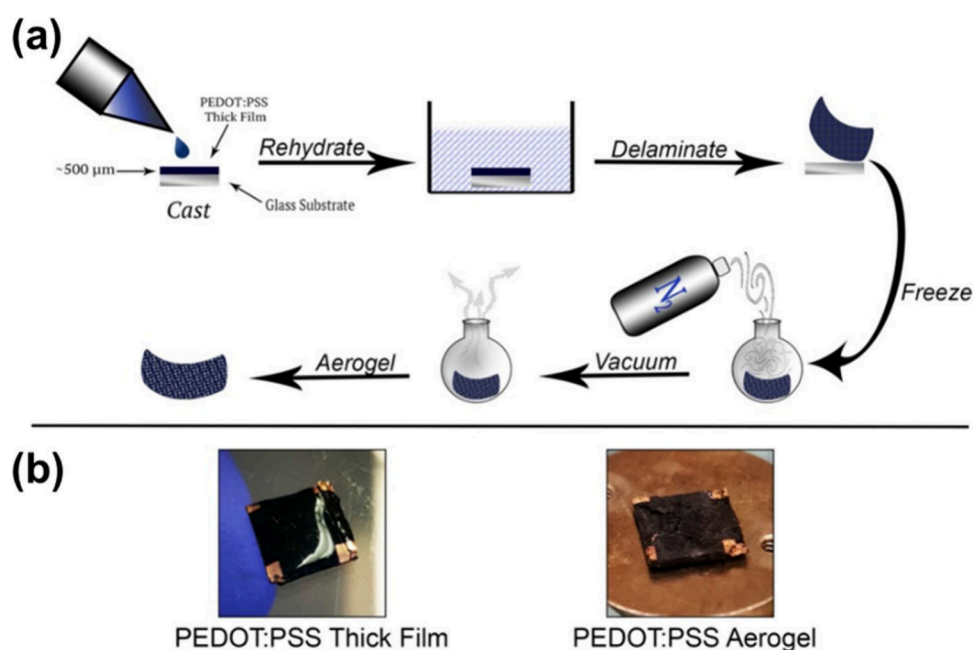 (a)
PEDOT:PSS
Thick Film
~500 µm
Cast
Glass Substrate
Rehydrate
Delaminate
Freeze
N2
Vacuum
Aerogel
(b)
PEDOT:PSS Thick Film
PEDOT:PSS Aerogel